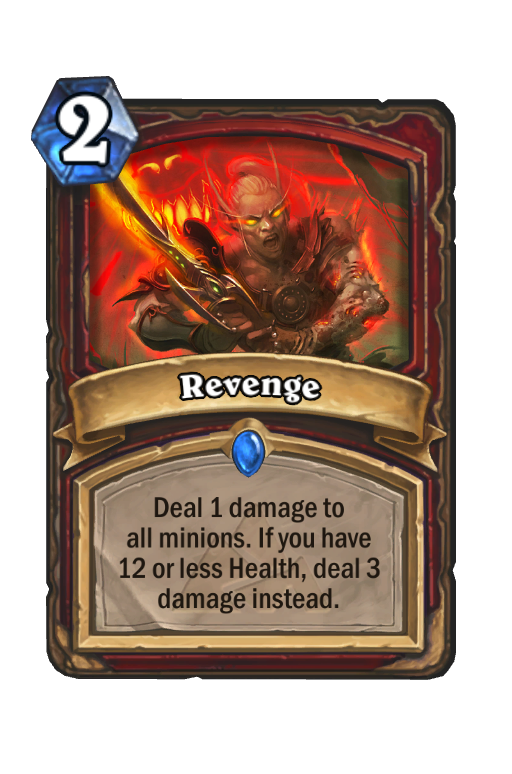 2
Revenge
Deal 1 damage to
all minions. If you have
12 or less Health, deal 3
damage instead.